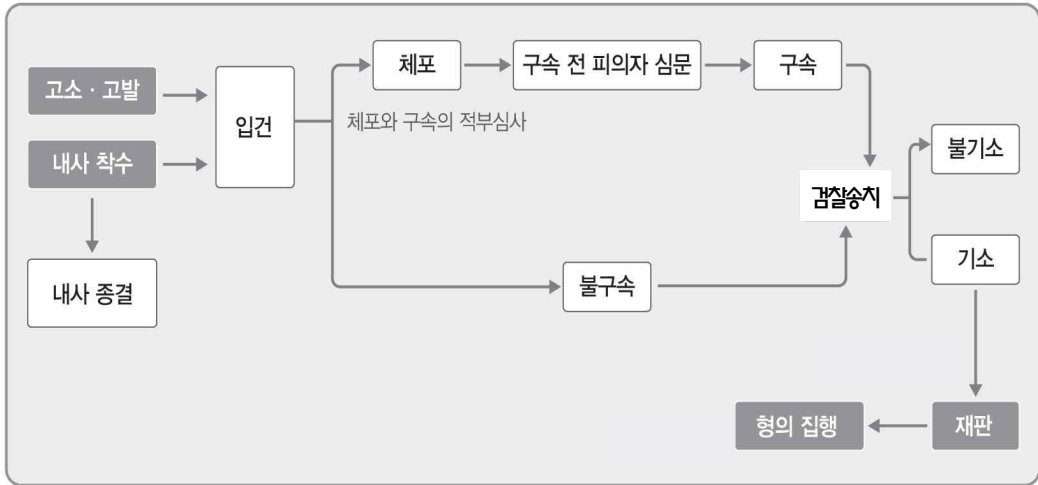 고소 · 고발
내사 착수
내사 종결
입건
체포
구속 전 피의자 심문
구속
체포와 구속의 적부심사
불구속
검찰송치
불기소
기소
재판
형의 집행